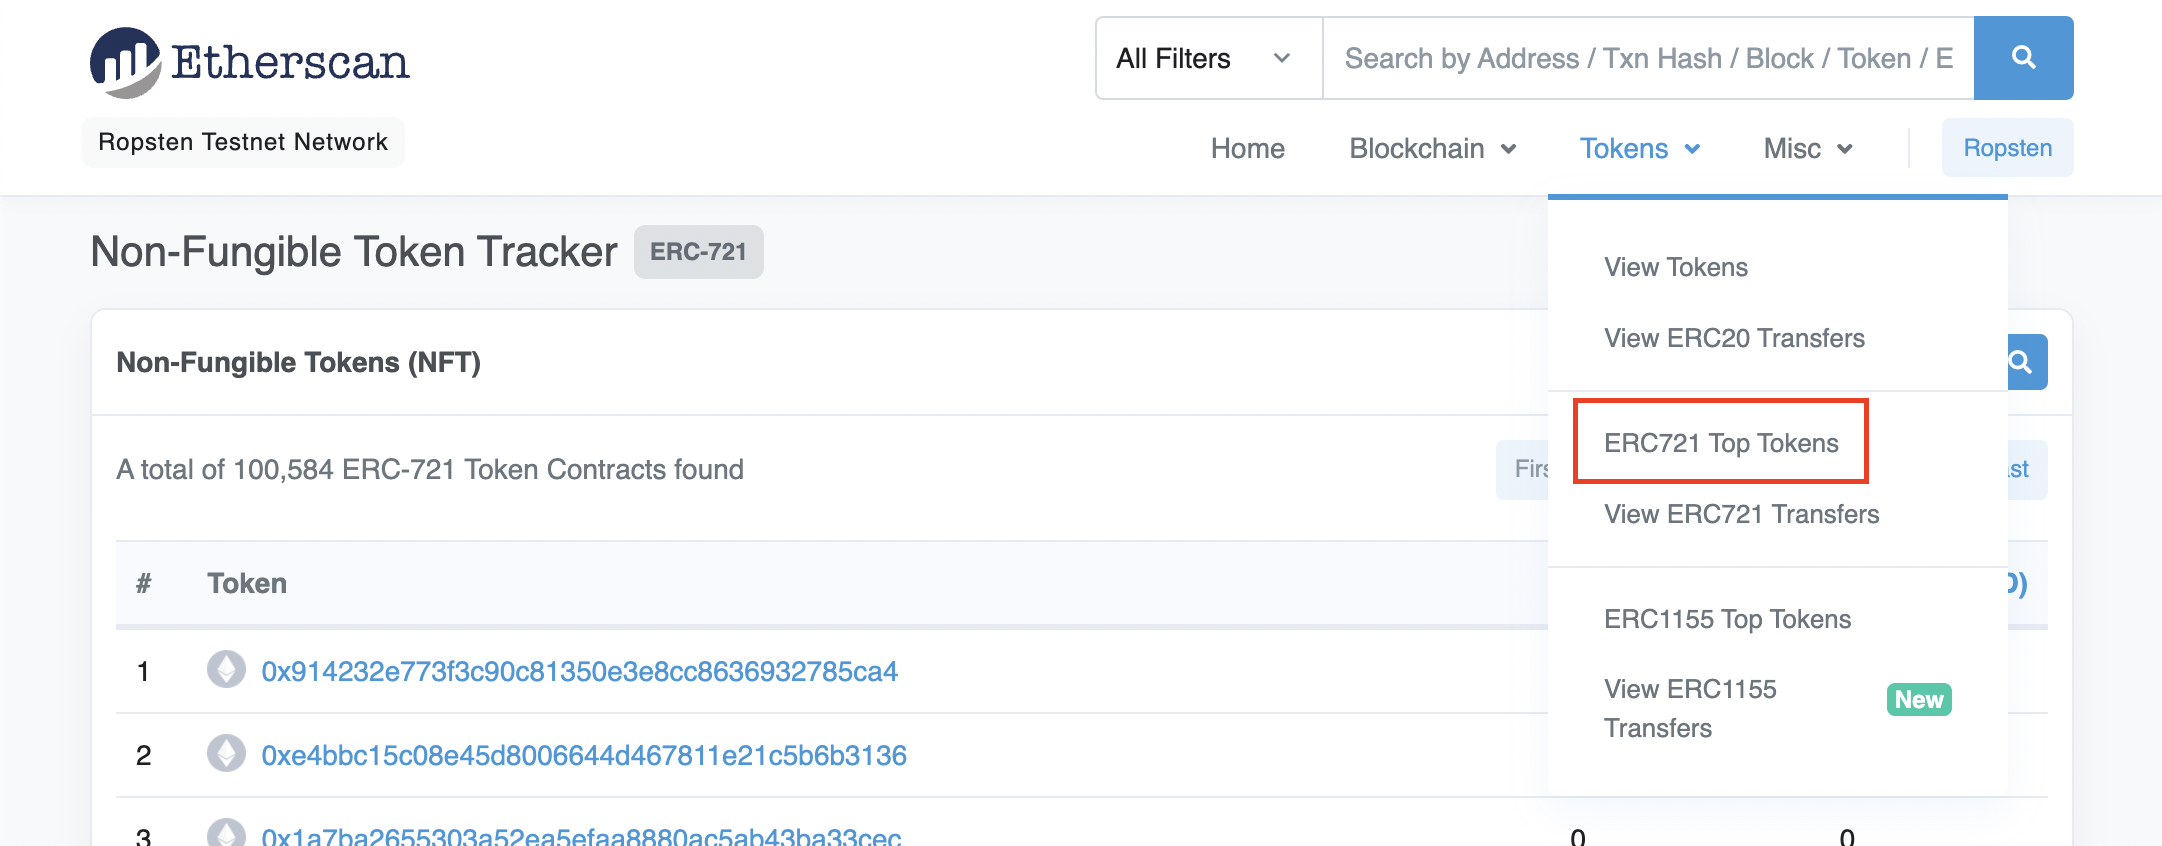 Etherscan
All Filters
Search by Address / Txn Hash / Block / Token / E
Ropsten Testnet Network
Home Blockchain Tokens Misc Ropsten
Non-Fungible Token Tracker ERC-721
View Tokens
View ERC20 Transfers
Non-Fungible Tokens (NFT)
ERC721 Top Tokens
A total of 100,584 ERC-721 Token Contracts found
View ERC721 Transfers
# Token
ERC1155 Top Tokens
1 0x914232e773f3c90c81350e3e8cc8636932785ca4
View ERC1155
Transfers
New
2 0xe4bbc15c08e45d8006644d467811e21c5b6b3136
3 0x1a7ba2655303a52ea5efaa8880ac5ab43ba33cec 0 0